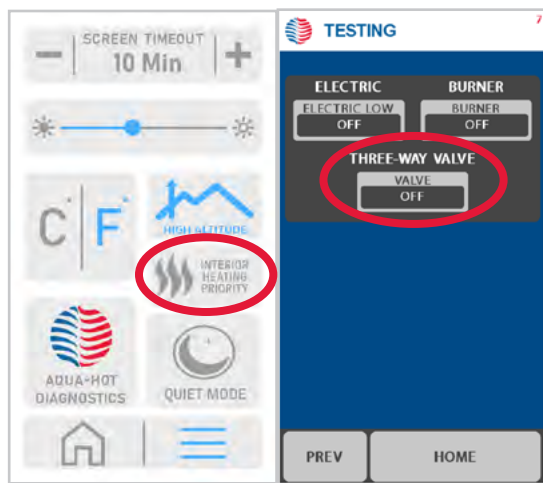 SCREEN TIMEOUT
10 Min
C° F°
HIGH ALTITUDE
INTERIOR
HEATING
PRIORITY
AQUA-HOT
DIAGNOSTICS
QUIET MODE
TESTING
7
ELECTRIC BURNER
ELECTRIC LOW BURNER
OFF OFF
THREE-WAY VALVE
VALVE
OFF
PREV HOME